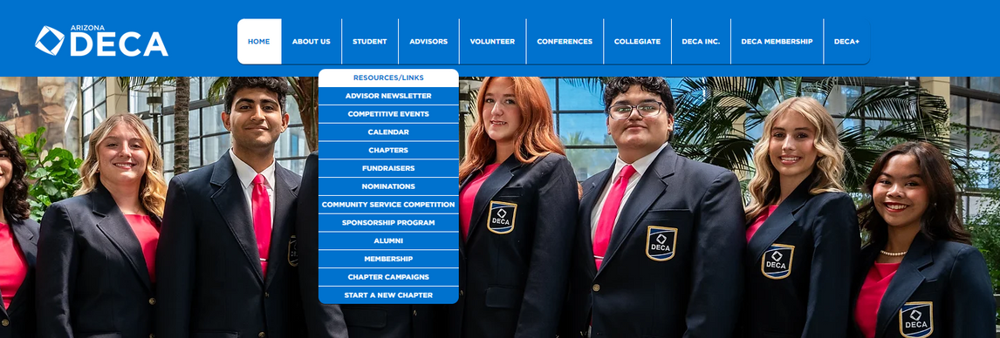 ARIZONA
DECA
HOME
ABOUT US
STUDENT
ADVISORS
VOLUNTEER
CONFERENCES
COLLEGIATE
DECA INC.
DECA MEMBERSHIP
DECA+
RESOURCES/LINKS
ADVISOR NEWSLETTER
COMPETITIVE EVENTS
CALENDAR
CHAPTERS
FUNDRAISERS
NOMINATIONS
COMMUNITY SERVICE COMPETITION
SPONSORSHIP PROGRAM
ALUMNI
MEMBERSHIP
CHAPTER CAMPAIGNS
START A NEW CHAPTER
DECA
DECA
DECA
DECA